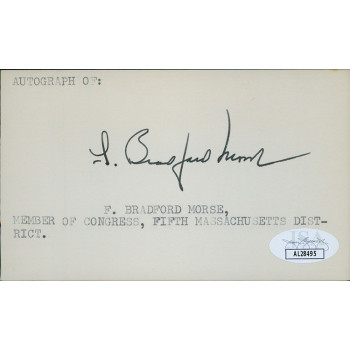 AUTOGRAPH OF:
F. Bradford Morse
F. BRADFORD MORSE,
MEMBER OF CONGRESS, FIFTH MASSACHUSETTS DIST-
RICT.
JSA
AL28495